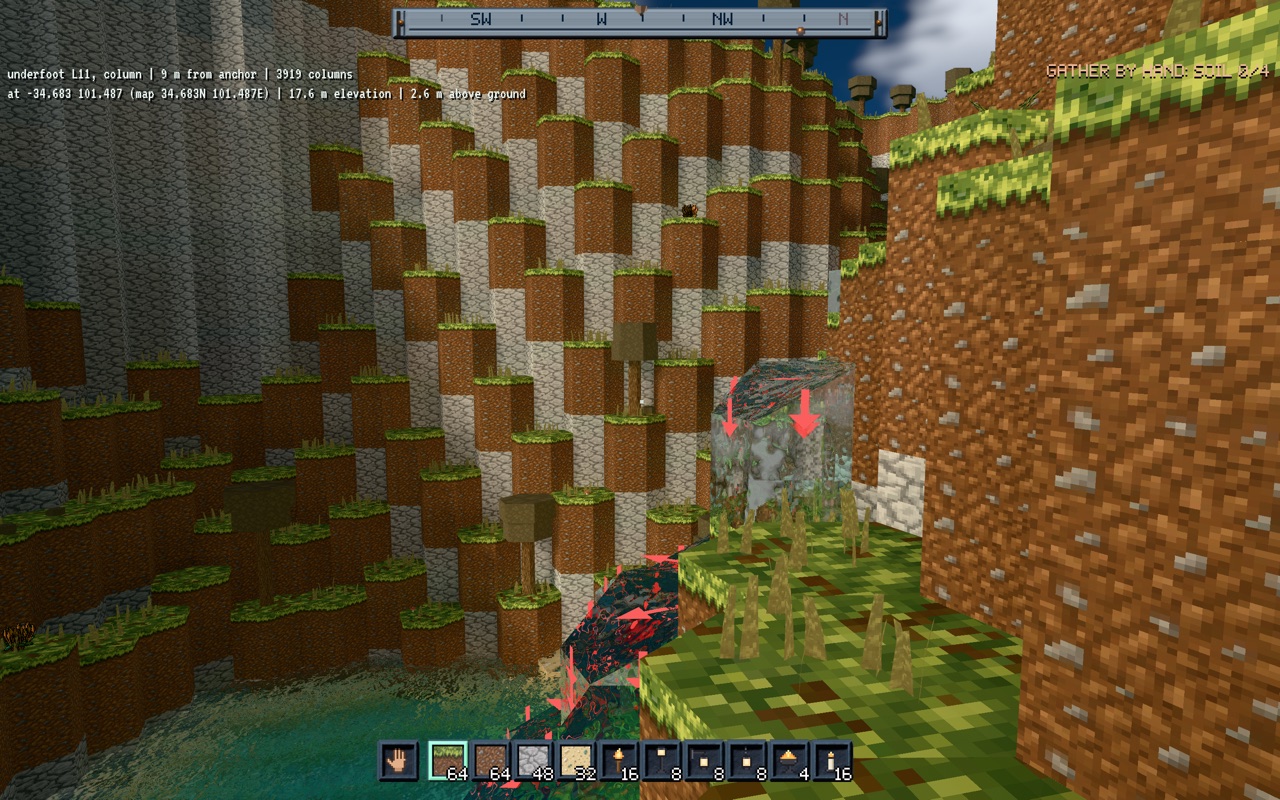 SW W NW N
underfoot L11, column | 9 m from anchor | 3919 columns
GATHER BY HAND: SOIL 0/4
at -34.683 101.487 (map 34.683N 101.487E) | 17.6 m elevation | 2.6 m above ground
64 64 48 32 16 8 8 8 4 16